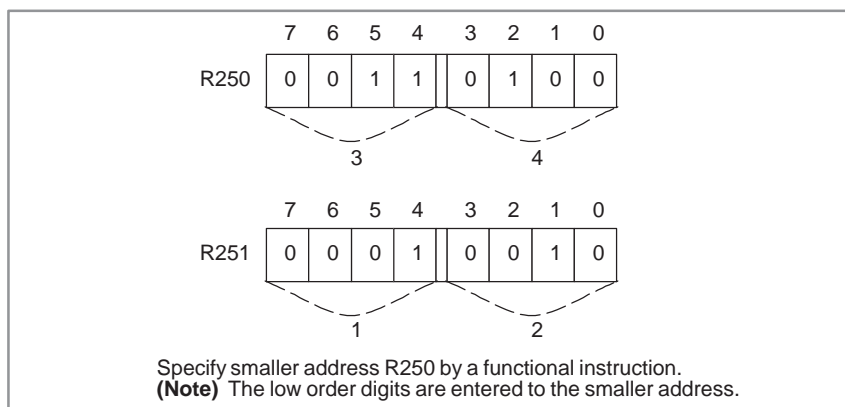 7 6 5 4 3 2 1 0
R250 0 0 1 1 0 1 0 0
3 4
7 6 5 4 3 2 1 0
R251 0 0 0 1 0 0 1 0
1 2
Specify smaller address R250 by a functional instruction.
(Note) The low order digits are entered to the smaller address.